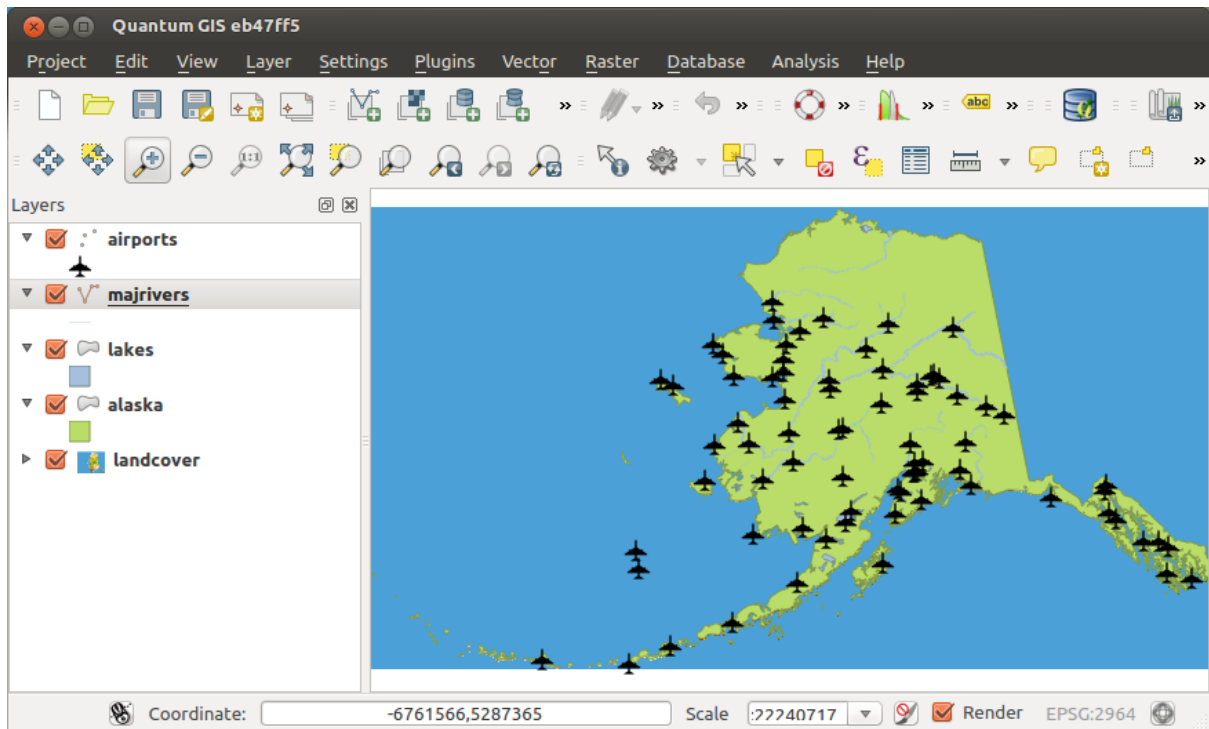 Quantum GIS eb47ff5
Project Edit View Layer Settings Plugins Vector Raster Database Analysis Help
abc
1:1
Layers
airports
majrivers
lakes
alaska
landcover
Coordinate: -6761566,5287365 Scale :22240717 Render EPSG:2964